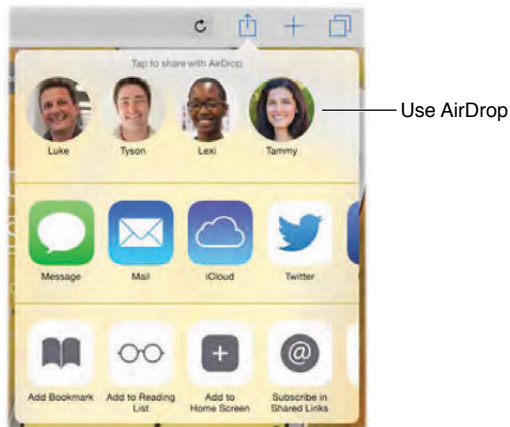 Tap to share with AirDrop
Luke Tyson Lexi Tammy
Use AirDrop
Message Mail iCloud Twitter
Add Bookmark Add to Reading List Add to Home Screen Subscribe in Shared Links